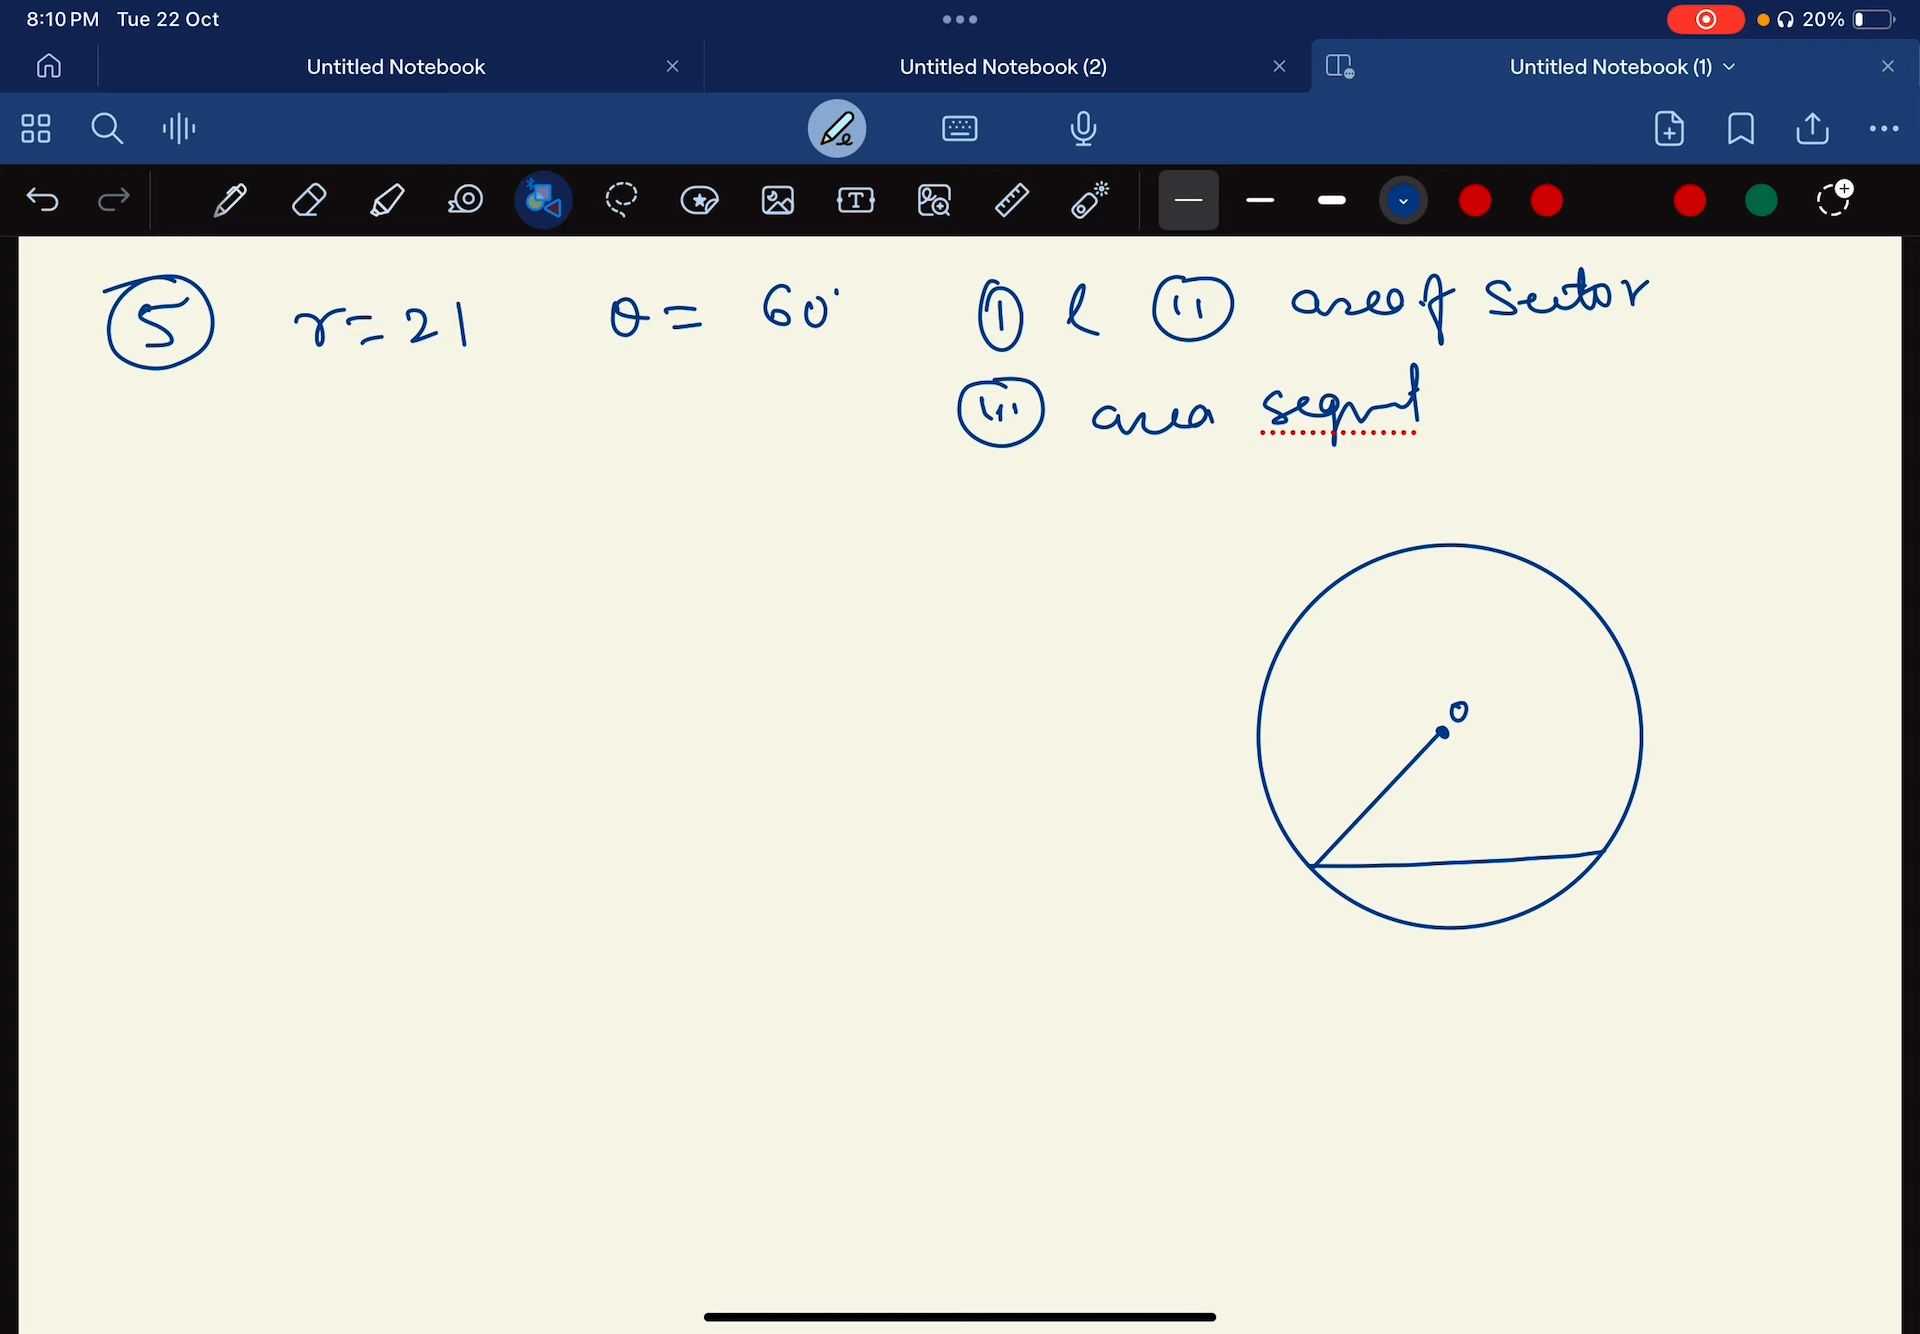 8:10 PM Tue 22 Oct 20%
Untitled Notebook Untitled Notebook (2) Untitled Notebook (1)
5 r = 21 θ = 60° i l ii area of Sector
iii area
O